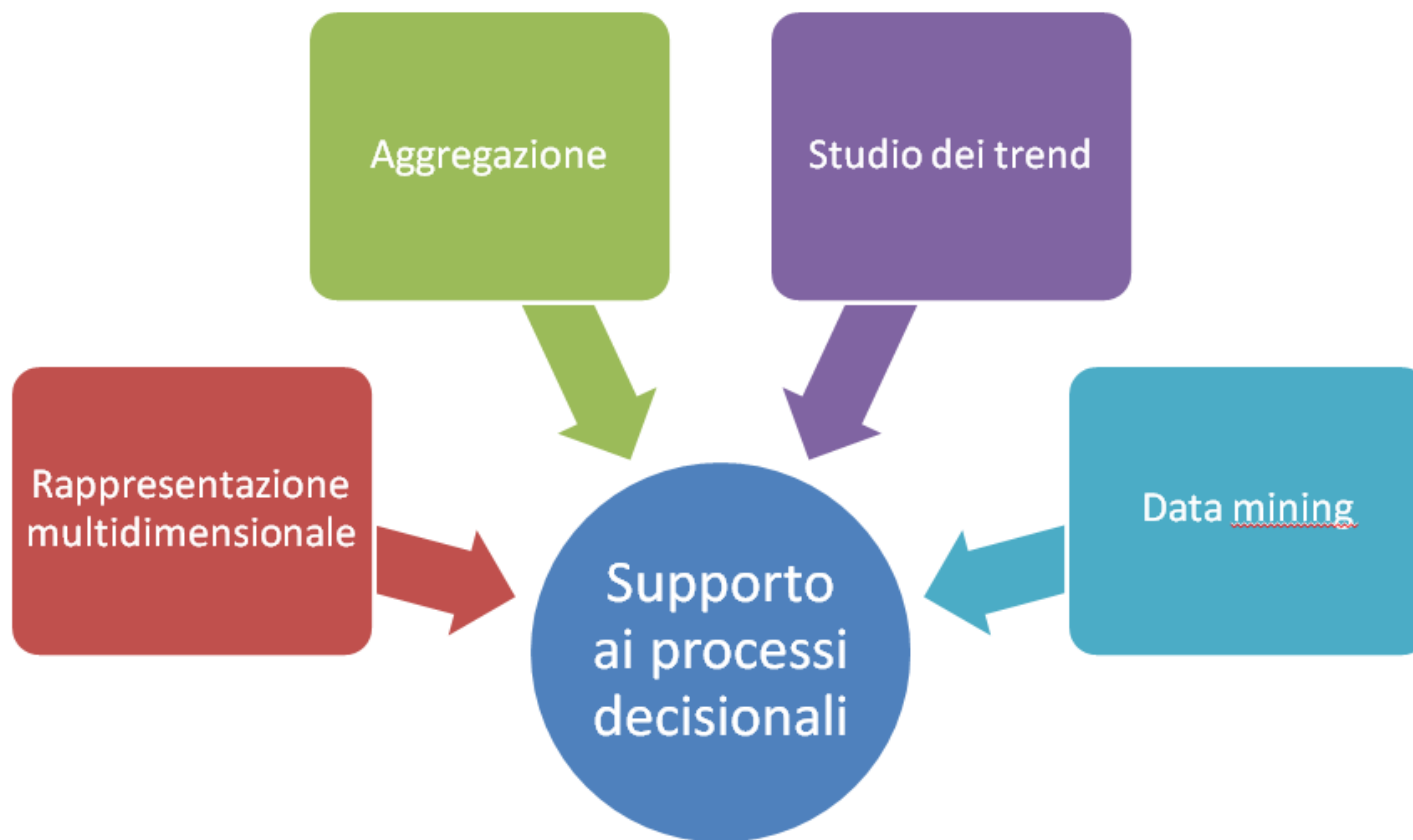 Aggregazione
Studio dei trend
Rappresentazione
multidimensionale
Data mining
Supporto
ai processi
decisionali